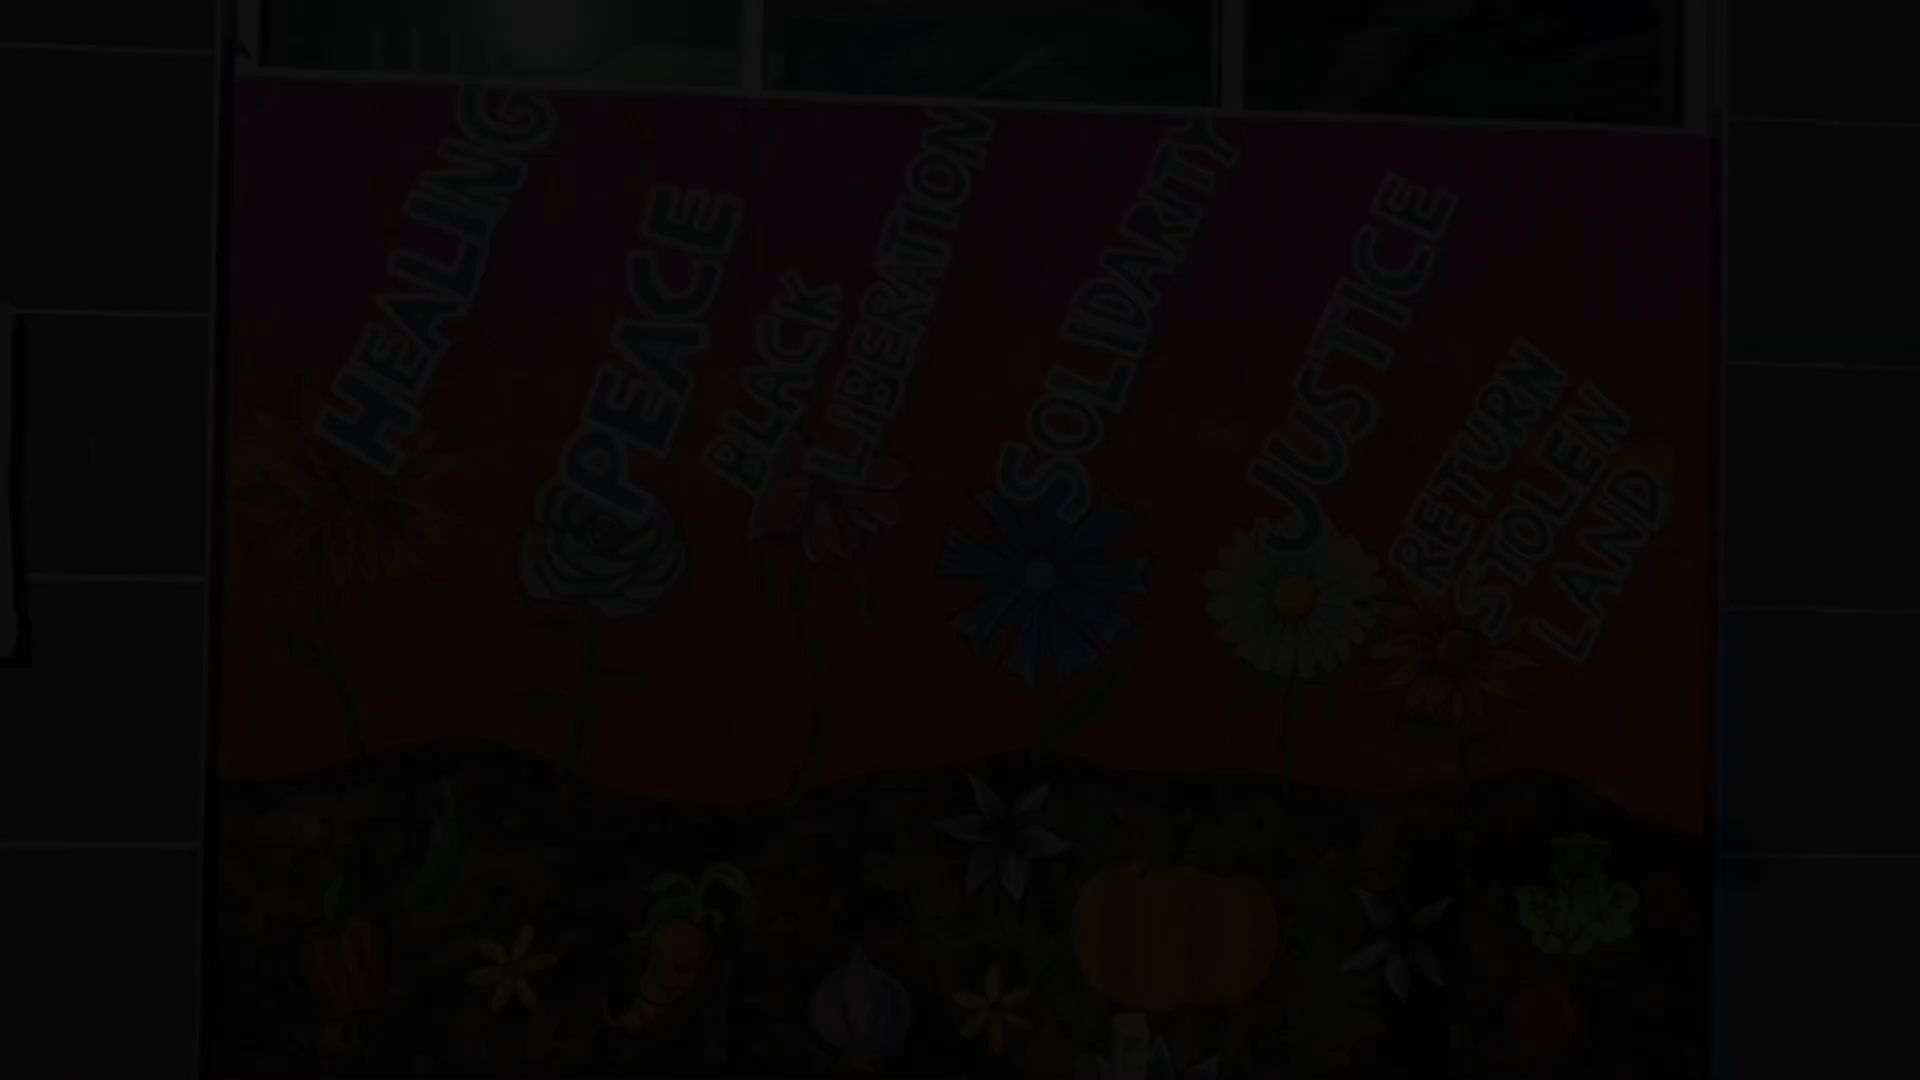 HEALING
PEACE
BLACK
LIBERATION
SOLIDARITY
JUSTICE
RETURN
STOLEN
LAND